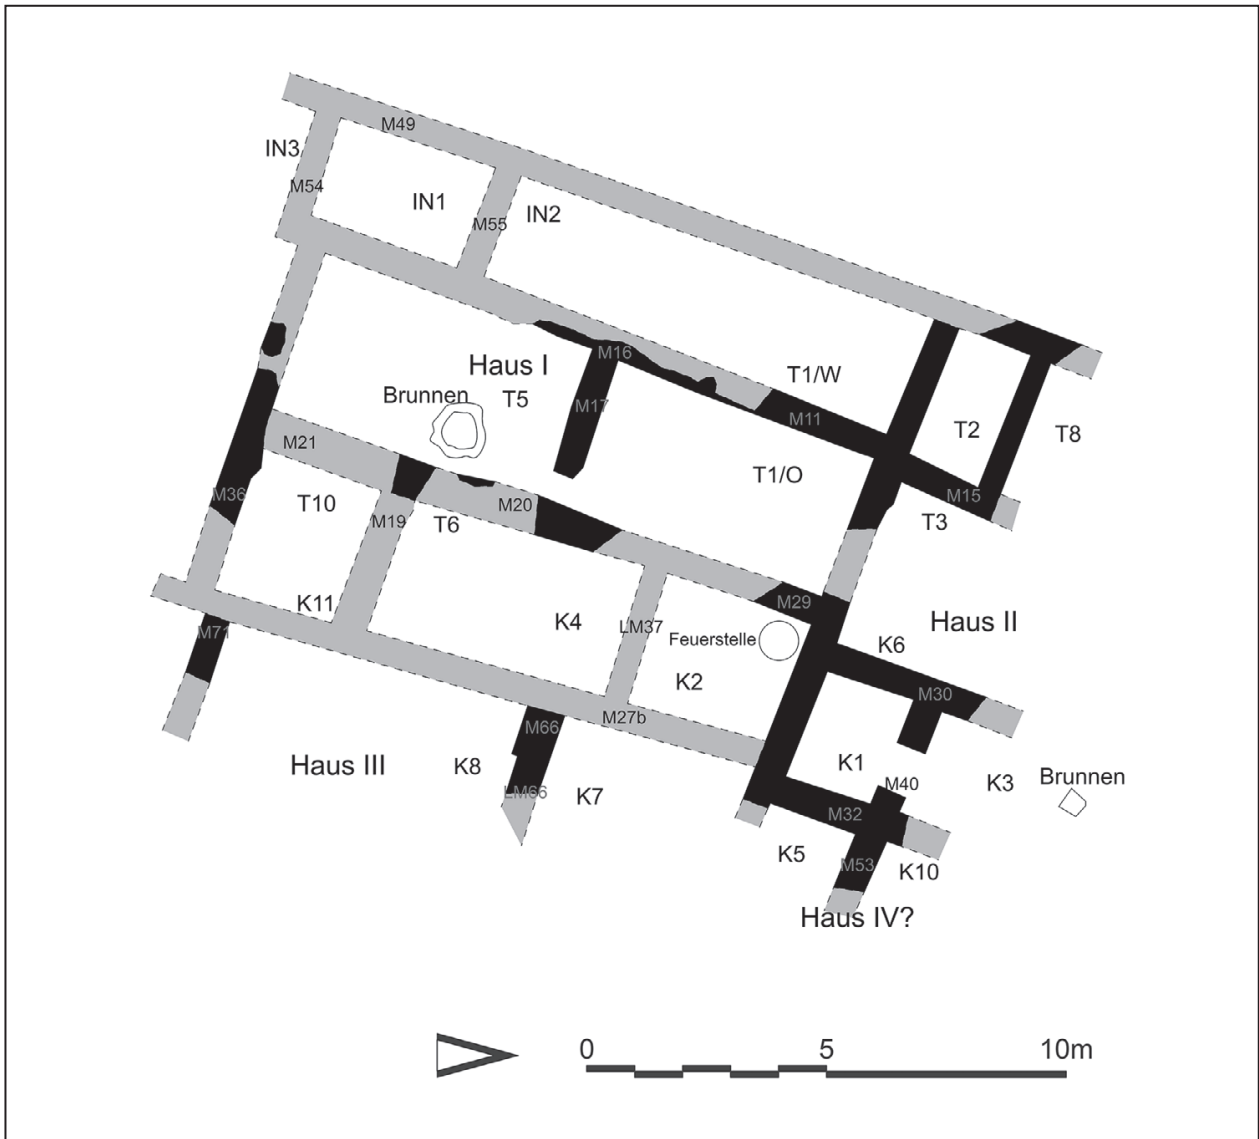 M49
IN3
M54
IN1
M55
IN2
M16
Haus I
T1/W
Brunnen
T5
M17
M11
T2
T8
M21
T1/O
M36
T10
M20
M15
M19
T6
T3
K11
M29
M71
K4
LM37
Feuerstelle
K6
Haus II
K2
M30
M66
M27b
Haus III
K8
K1
M40
K3
Brunnen
LM66
K7
M32
K5
M53
K10
Haus IV?
0 5 10m